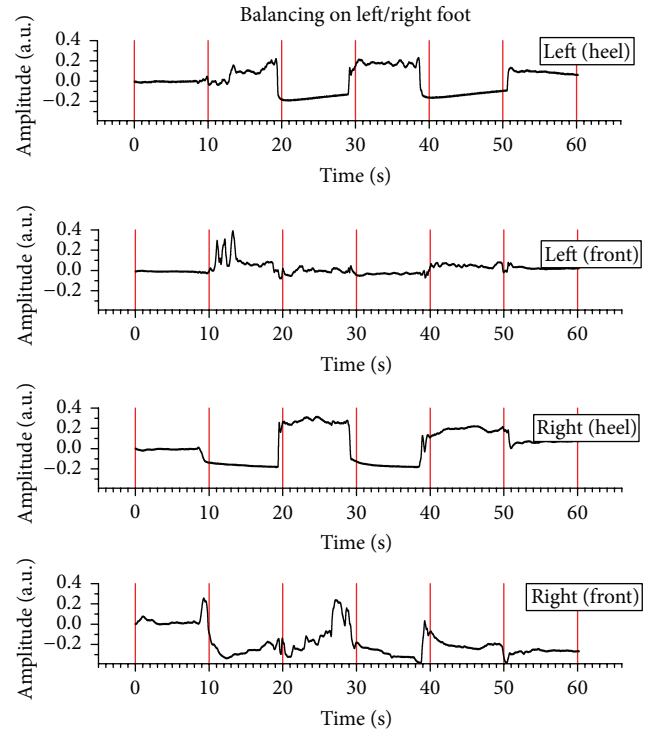 Balancing on left/right foot
Amplitude (a.u.)
0.4
0.2
0.0
−0.2
Left (heel)
0 10 20 30 40 50 60
Time (s)
Amplitude (a.u.)
0.4
0.2
0.0
−0.2
Left (front)
0 10 20 30 40 50 60
Time (s)
Amplitude (a.u.)
0.4
0.2
0.0
−0.2
Right (heel)
0 10 20 30 40 50 60
Time (s)
Amplitude (a.u.)
0.4
0.2
0.0
−0.2
Right (front)
0 10 20 30 40 50 60
Time (s)